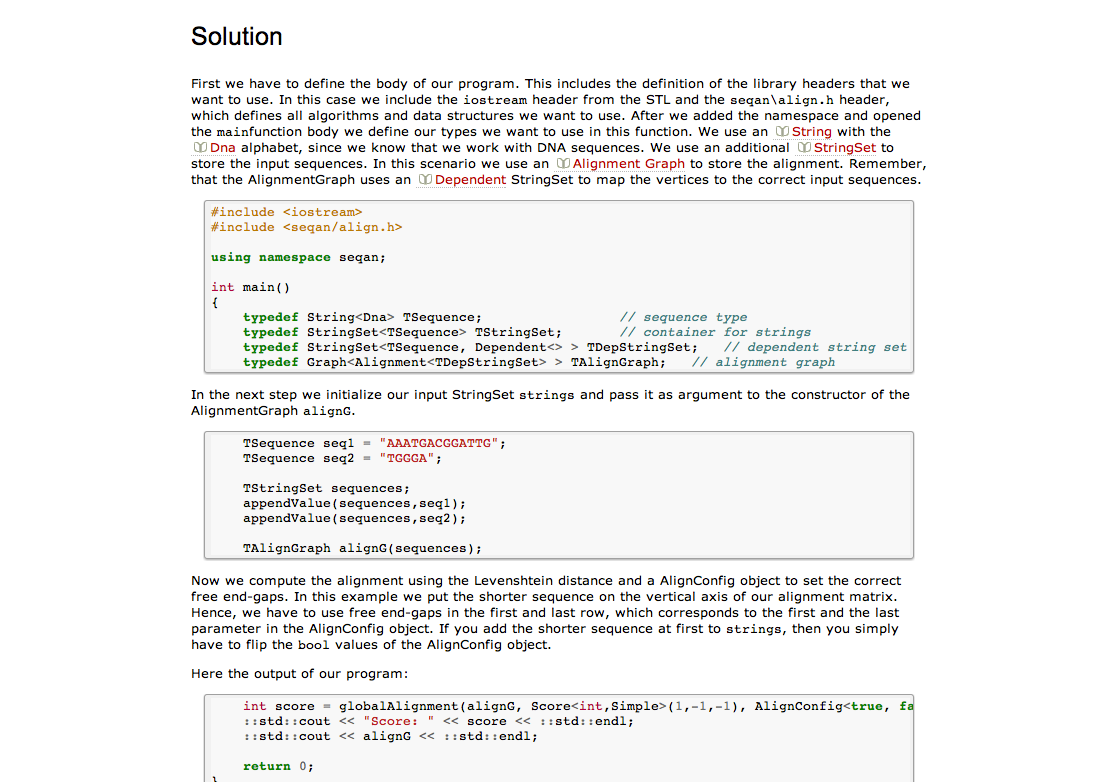 Solution
First we have to define the body of our program. This includes the definition of the library headers that we
want to use. In this case we include the iostream header from the STL and the seqan\align.h header,
which defines all algorithms and data structures we want to use. After we added the namespace and opened
the mainfunction body we define our types we want to use in this function. We use an String with the
Dna alphabet, since we know that we work with DNA sequences. We use an additional StringSet to
store the input sequences. In this scenario we use an Alignment Graph to store the alignment. Remember,
that the AlignmentGraph uses an Dependent StringSet to map the vertices to the correct input sequences.
#include <iostream>
#include <seqan/align.h>
using namespace seqan;
int main()
{
typedef String<Dna> TSequence; // sequence type
typedef StringSet<TSequence> TStringSet; // container for strings
typedef StringSet<TSequence, Dependent<> > TDepStringSet; // dependent string set
typedef Graph<Alignment<TDepStringSet> > TAlignGraph; // alignment graph
In the next step we initialize our input StringSet strings and pass it as argument to the constructor of the
AlignmentGraph alignG.
TSequence seq1 = "AAATGACGGATTG";
TSequence seq2 = "TGGGA";
TStringSet sequences;
appendValue(sequences,seq1);
appendValue(sequences,seq2);
TAlignGraph alignG(sequences);
Now we compute the alignment using the Levenshtein distance and a AlignConfig object to set the correct
free end-gaps. In this example we put the shorter sequence on the vertical axis of our alignment matrix.
Hence, we have to use free end-gaps in the first and last row, which corresponds to the first and the last
parameter in the AlignConfig object. If you add the shorter sequence at first to strings, then you simply
have to flip the bool values of the AlignConfig object.
Here the output of our program:
int score = globalAlignment(alignG, Score<int,Simple>(1,-1,-1), AlignConfig<true, fa
::std::cout << "Score: " << score << ::std::endl;
::std::cout << alignG << ::std::endl;
return 0;
}